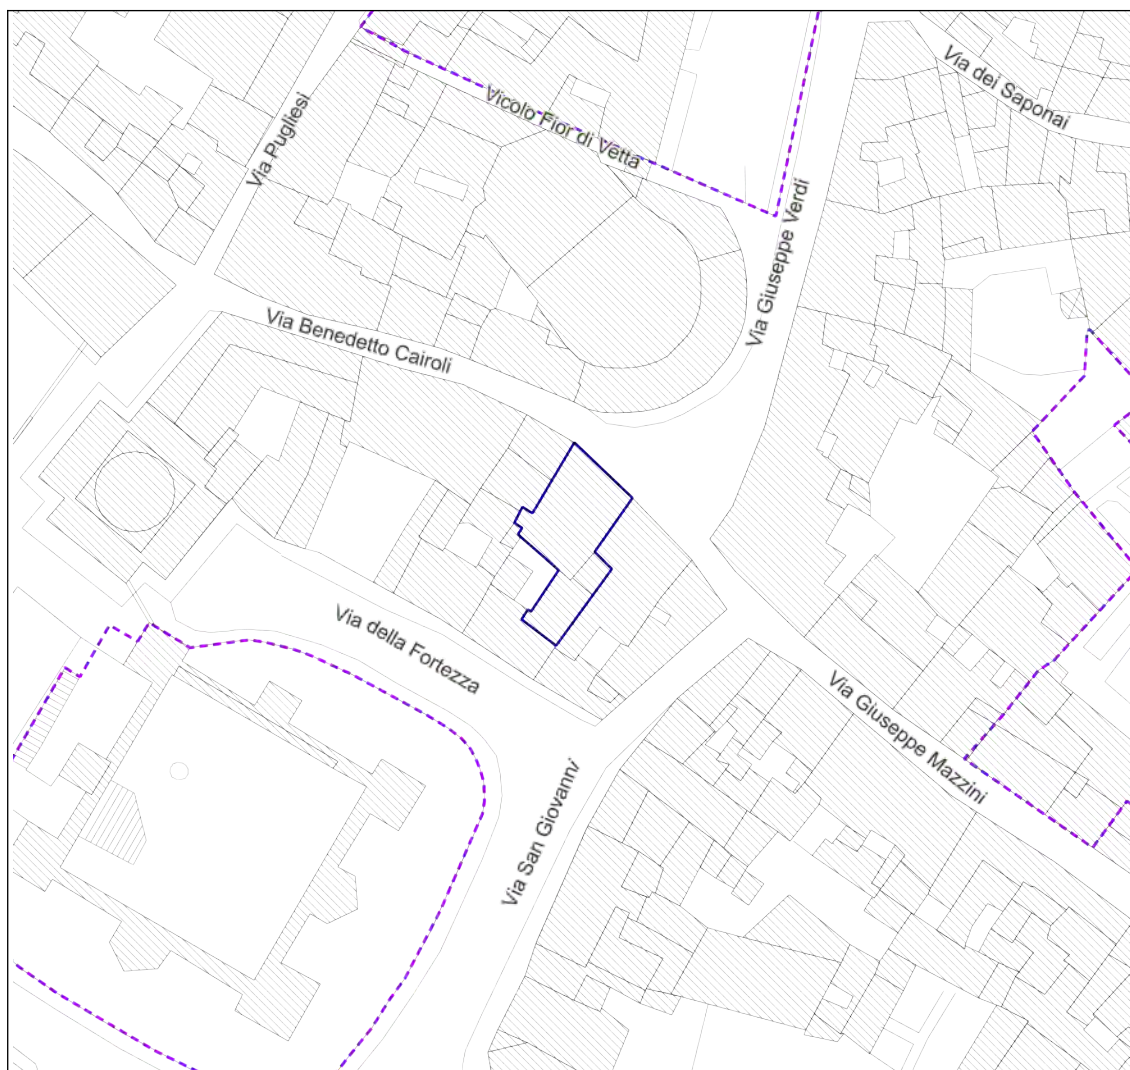 Via dei Saponai
Vicolo Fior di Vetta
Via Pugliesi
Via Giuseppe Verdi
Via Benedetto Cairoli
Via della Fortezza
Via Giuseppe Mazzini
Via San Giovanni